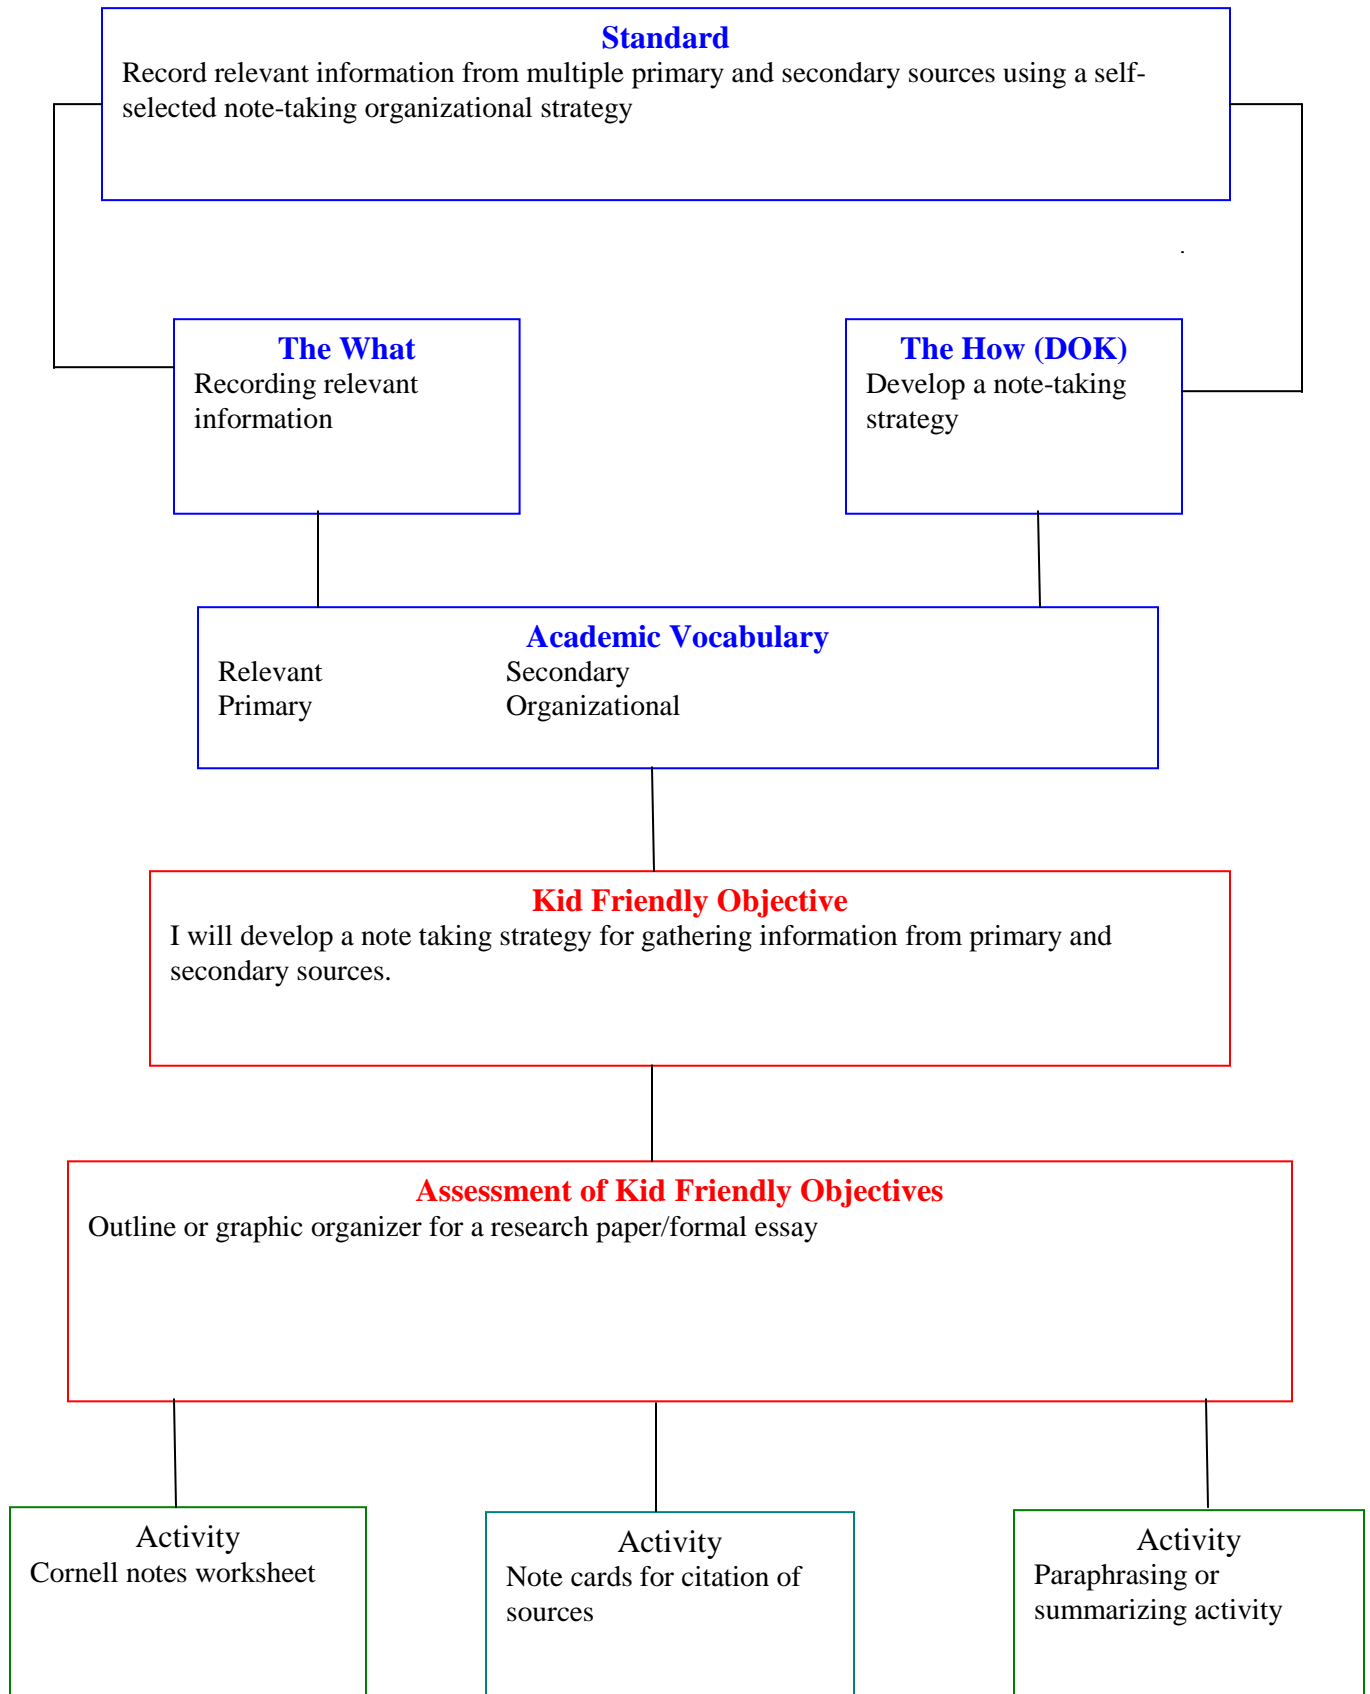 Standard
Record relevant information from multiple primary and secondary sources using a self-
selected note-taking organizational strategy
The What
Recording relevant
information
The How (DOK)
Develop a note-taking
strategy
Academic Vocabulary
Relevant Secondary
Primary Organizational
Kid Friendly Objective
I will develop a note taking strategy for gathering information from primary and
secondary sources.
Assessment of Kid Friendly Objectives
Outline or graphic organizer for a research paper/formal essay
Activity
Cornell notes worksheet
Activity
Note cards for citation of
sources
Activity
Paraphrasing or
summarizing activity